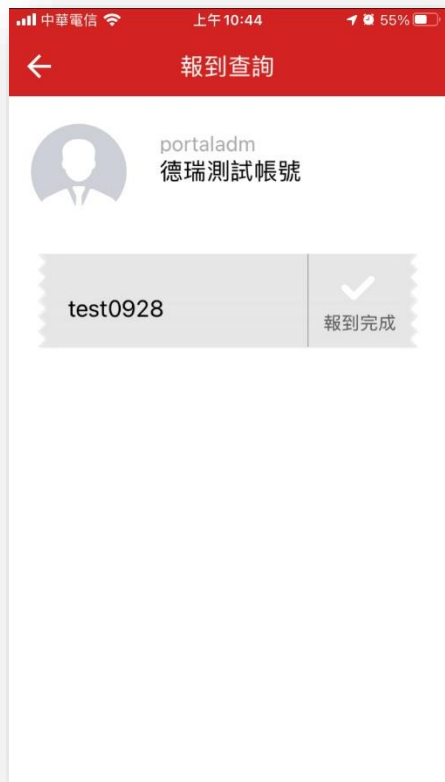 中華電信 上午10:44 55%
報到查詢
portaladm
德瑞測試帳號
test0928
報到完成